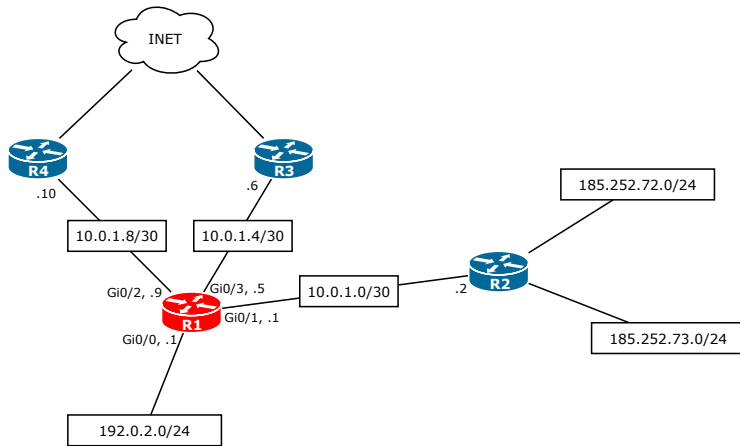 INET
R4
R3
.10
.6
185.252.72.0/24
10.0.1.8/30
10.0.1.4/30
R2
.2
10.0.1.0/30
Gi0/2, .9
Gi0/3, .5
R1
Gi0/1, .1
Gi0/0, .1
185.252.73.0/24
192.0.2.0/24